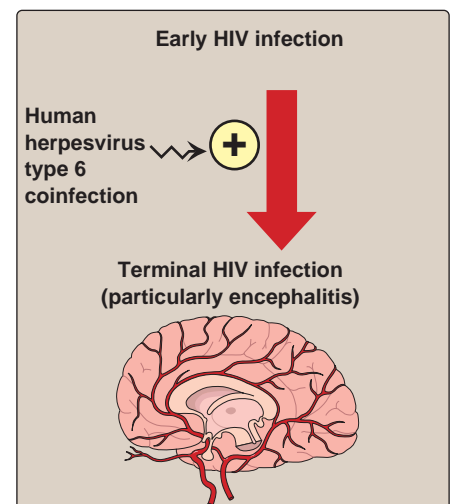 Early HIV infection
Human
herpesvirus
type 6
coinfection
+
Terminal HIV infection
(particularly encephalitis)